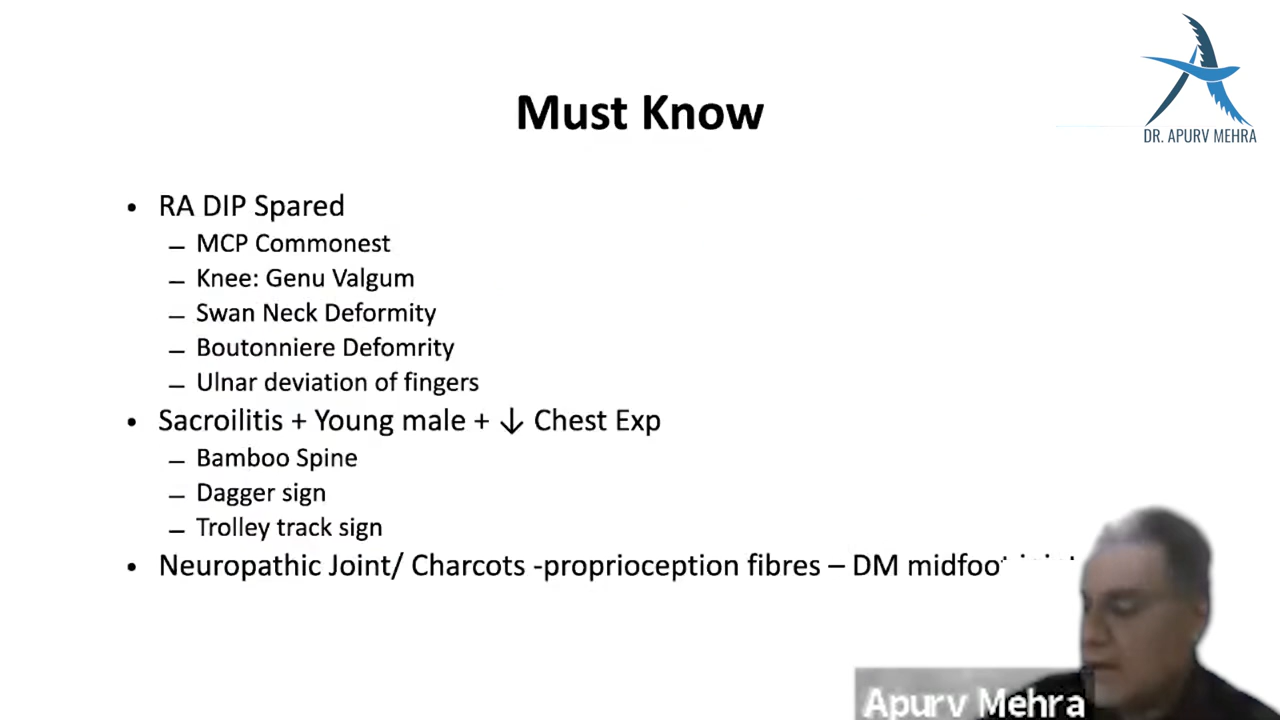 DR. APURV MEHRA
Must Know
• RA DIP Spared
– MCP Commonest
– Knee: Genu Valgum
– Swan Neck Deformity
– Boutonniere Defomrity
– Ulnar deviation of fingers
• Sacroilitis + Young male + ↓ Chest Exp
– Bamboo Spine
– Dagger sign
– Trolley track sign
• Neuropathic Joint/ Charcots -proprioception fibres – DM midfoot
Apurv Mehra